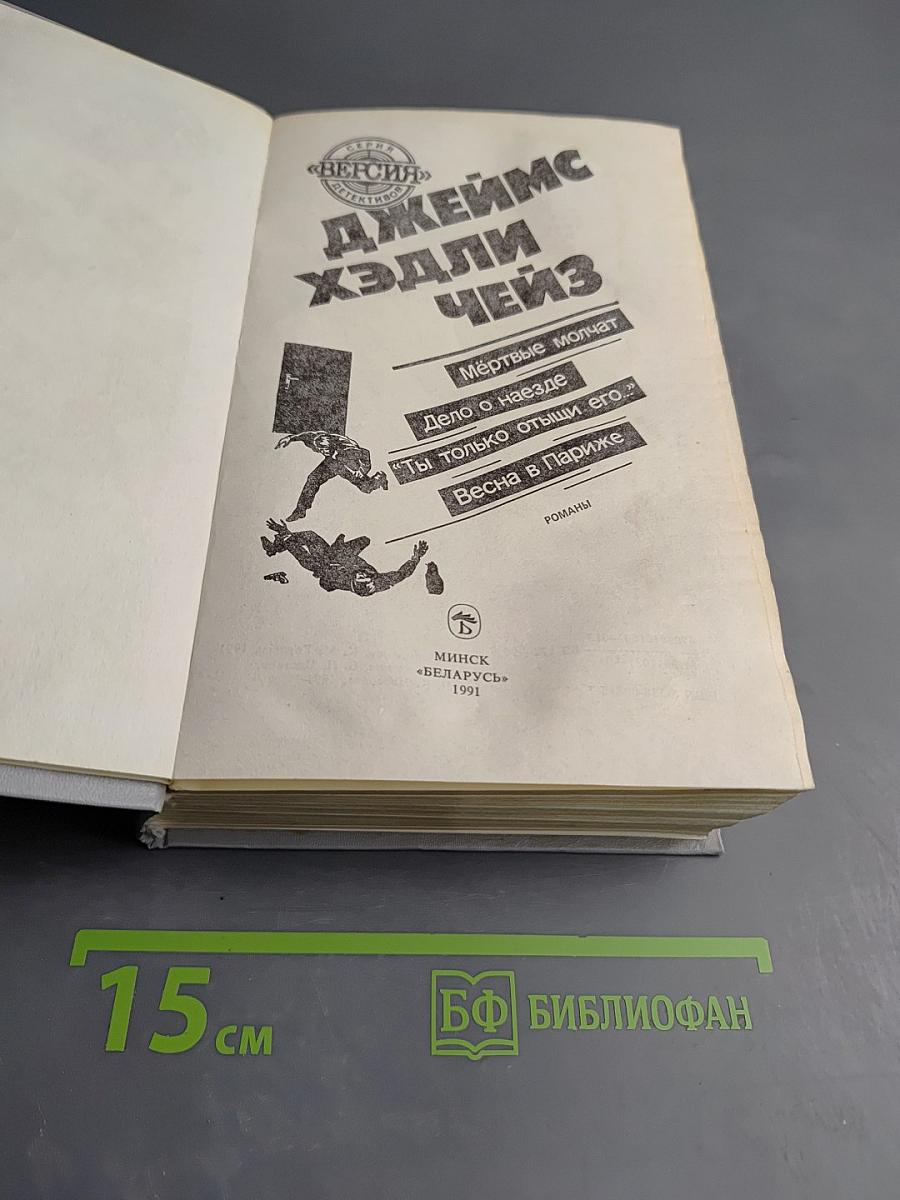 СЕРИЯ
«ВЕРСИЯ»
ДЕТЕКТИВОВ
ДЖЕЙМС
ХЭДЛИ
ЧЕЙЗ
Мёртвые молчат
Дело о наезде
“Ты только отыщи его...”
Весна в Париже
РОМАНЫ
Б
МИНСК
«БЕЛАРУСЬ»
1991
15 см
БФ БИБЛИОФАН